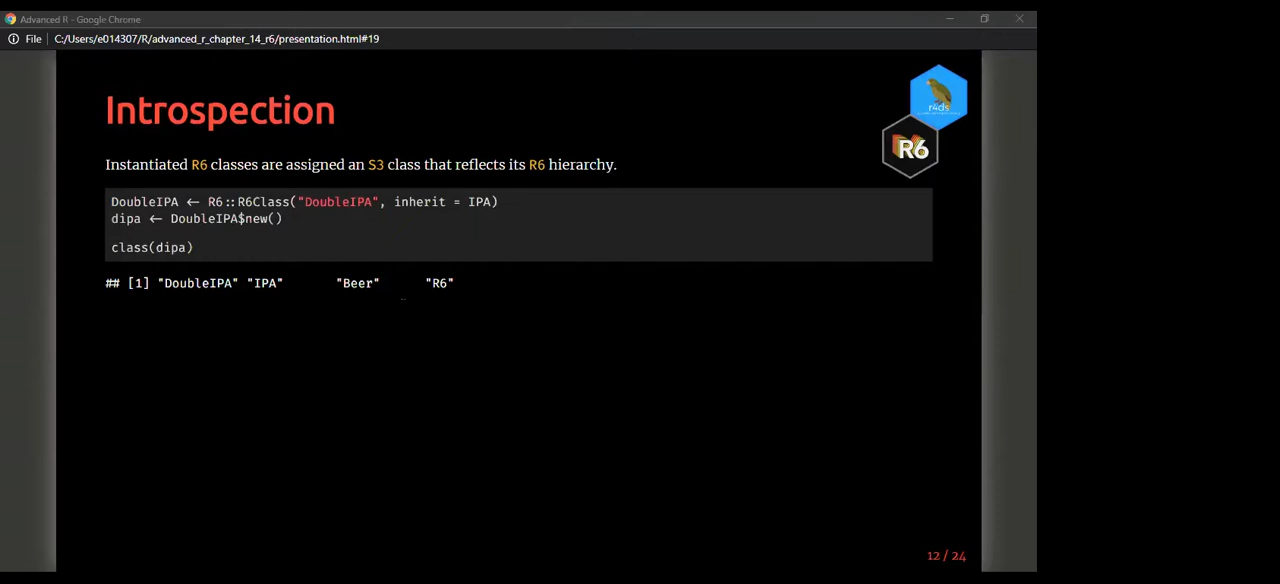 Advanced R - Google Chrome
File C:/Users/e014307/R/advanced_r_chapter_14_r6/presentation.html#19
Introspection
r4ds
R6
Instantiated R6 classes are assigned an S3 class that reflects its R6 hierarchy.
DoubleIPA <- R6::R6Class("DoubleIPA", inherit = IPA)
dipa <- DoubleIPA$new()
class(dipa)
## [1] "DoubleIPA" "IPA" "Beer" "R6"
12 / 24